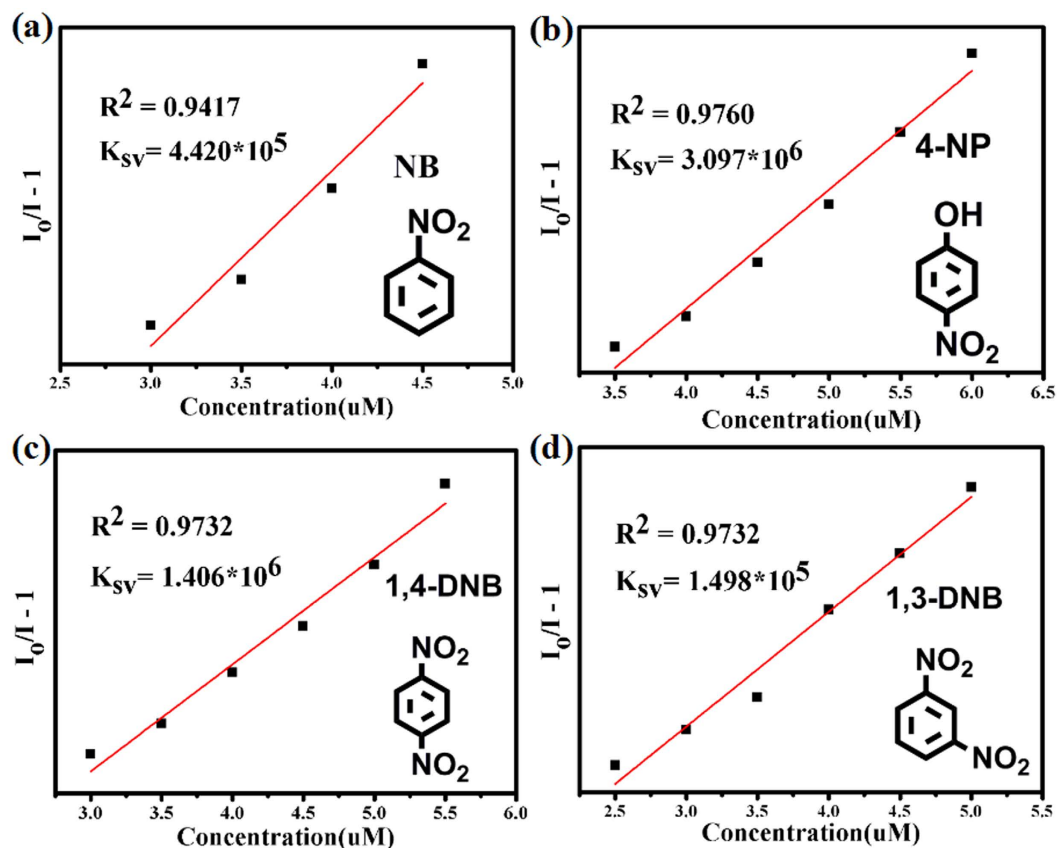 (a)
R² = 0.9417
K_SV= 4.420*10⁵
NB
NO₂
I₀/I - 1
2.5 3.0 3.5 4.0 4.5 5.0
Concentration(uM)
(b)
R² = 0.9760
K_SV= 3.097*10⁶
4-NP
OH
NO₂
I₀/I - 1
3.5 4.0 4.5 5.0 5.5 6.0 6.5
Concentration(uM)
(c)
R² = 0.9732
K_SV= 1.406*10⁶
1,4-DNB
NO₂
NO₂
I₀/I - 1
3.0 3.5 4.0 4.5 5.0 5.5 6.0
Concentration(uM)
(d)
R² = 0.9732
K_SV= 1.498*10⁵
1,3-DNB
NO₂
NO₂
I₀/I - 1
2.5 3.0 3.5 4.0 4.5 5.0 5.5
Concentration(uM)